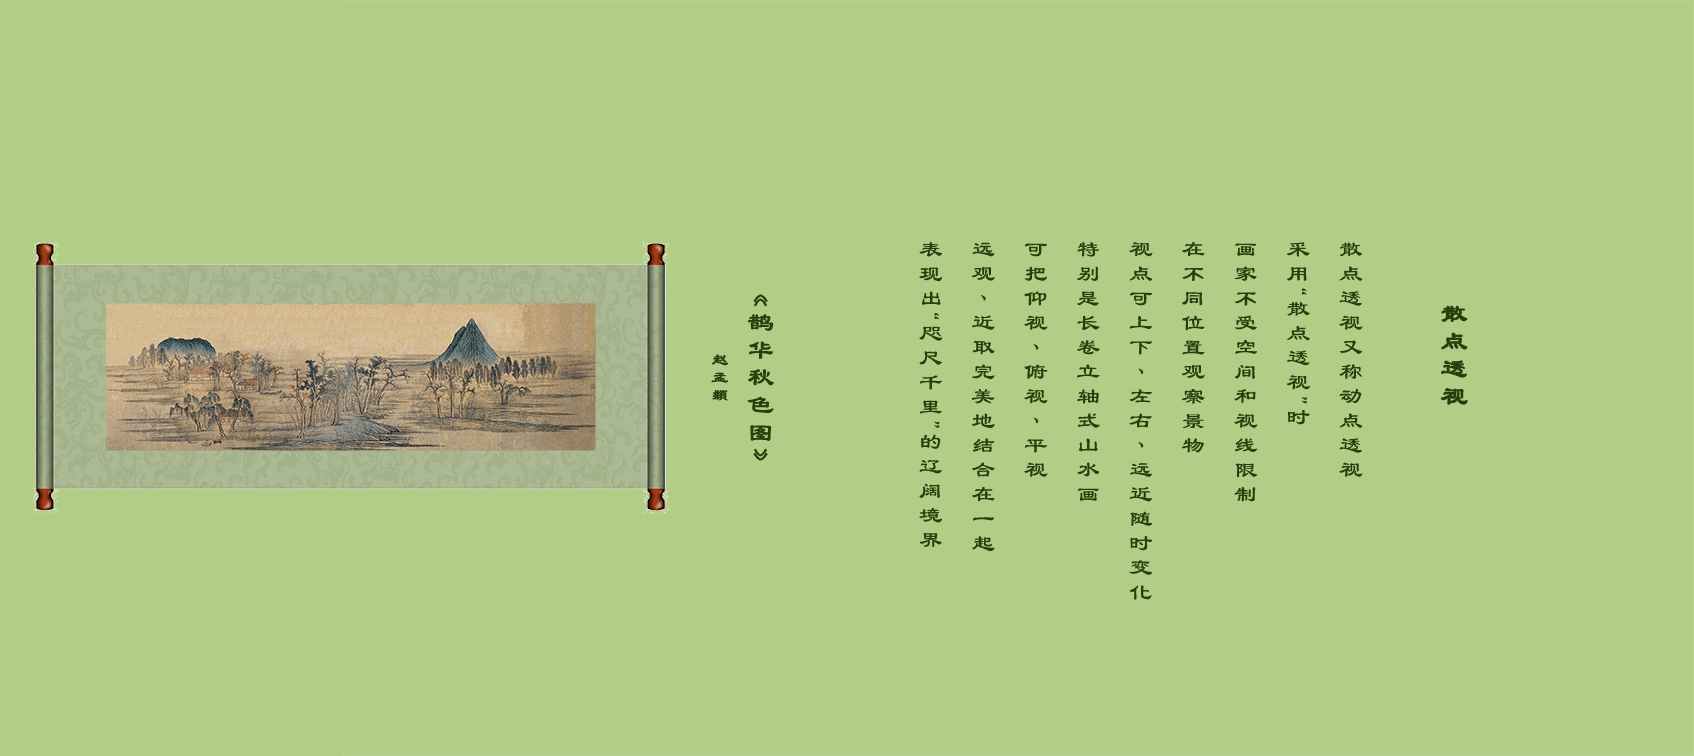 散点透视
散点透视又称动点透视
采用“散点透视”时
画家不受空间和视线限制
在不同位置观察景物
视点可上下、左右、远近随时变化
特别是长卷立轴式山水画
可把仰视、俯视、平视
远观、近取完美地结合在一起
表现出“咫尺千里”的辽阔境界
《鹊华秋色图》
赵孟頫